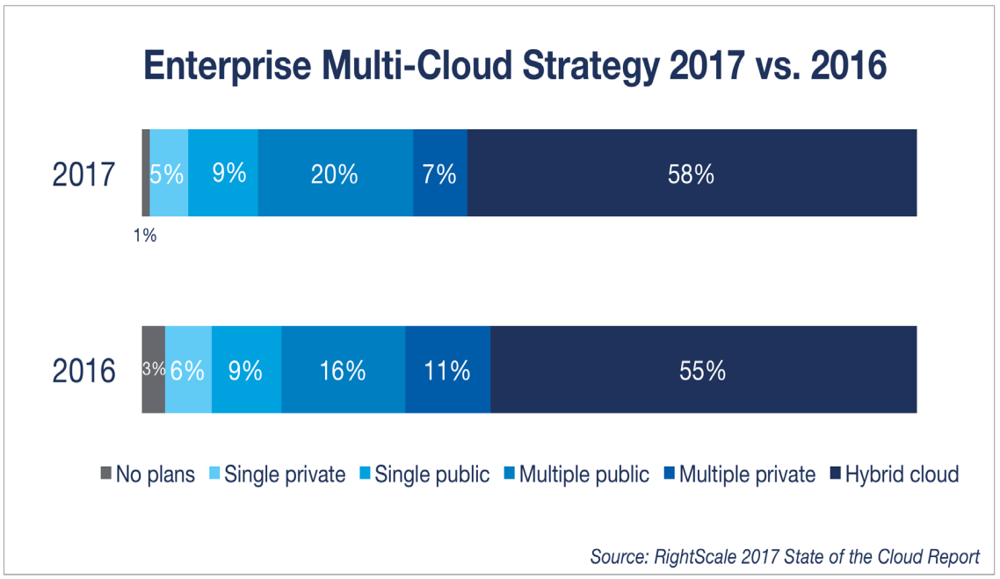 Enterprise Multi-Cloud Strategy 2017 vs. 2016
2017
5% 9% 20% 7% 58%
1%
2016
3% 6% 9% 16% 11% 55%
No plans Single private Single public Multiple public Multiple private Hybrid cloud
Source: RightScale 2017 State of the Cloud Report